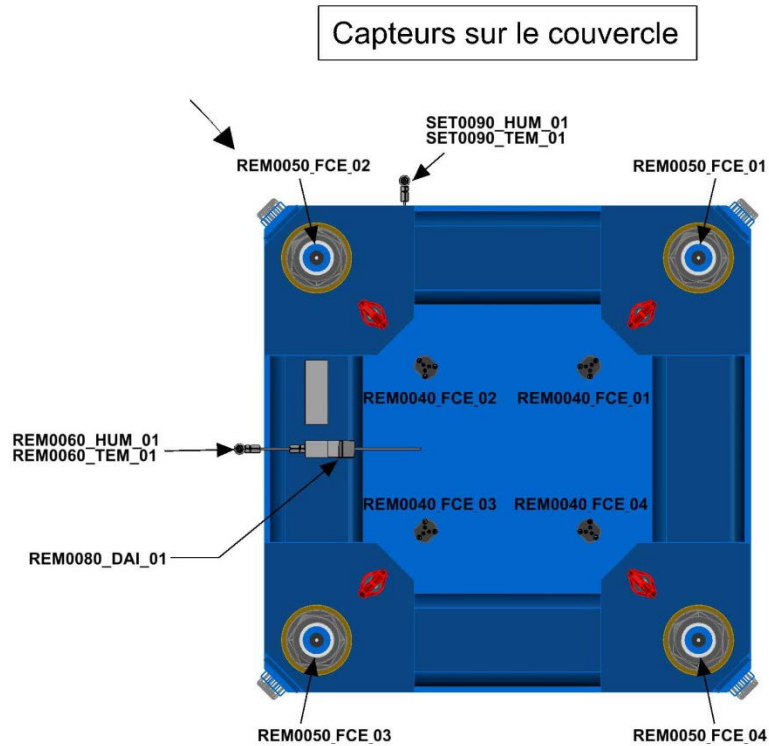 Capteurs sur le couvercle
SET0090_HUM_01
SET0090_TEM_01
REM0050_FCE_02
REM0050_FCE_01
REM0040_FCE_02
REM0040_FCE_01
REM0060_HUM_01
REM0060_TEM_01
REM0040_FCE_03
REM0040_FCE_04
REM0080_DAI_01
REM0050_FCE_03
REM0050_FCE_04